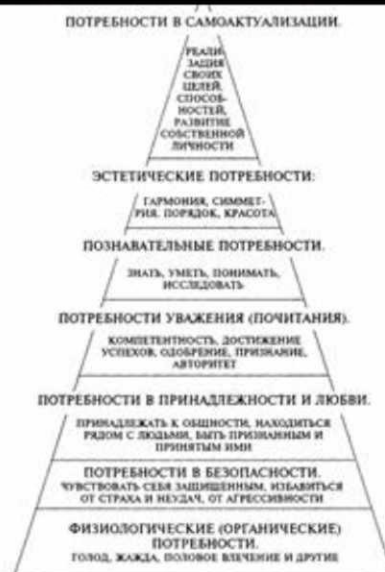 ПОТРЕБНОСТИ В САМОАКТУАЛИЗАЦИИ.
РЕАЛИ-
ЗАЦИЯ
СВОИХ
ЦЕЛЕЙ,
СПОСОБ-
НОСТЕЙ,
РАЗВИТИЕ
СОБСТВЕННОЙ
ЛИЧНОСТИ
ЭСТЕТИЧЕСКИЕ ПОТРЕБНОСТИ:
ГАРМОНИЯ, СИММЕТ-
РИЯ, ПОРЯДОК, КРАСОТА
ПОЗНАВАТЕЛЬНЫЕ ПОТРЕБНОСТИ.
ЗНАТЬ, УМЕТЬ, ПОНИМАТЬ,
ИССЛЕДОВАТЬ
ПОТРЕБНОСТИ УВАЖЕНИЯ (ПОЧИТАНИЯ).
КОМПЕТЕНТНОСТЬ, ДОСТИЖЕНИЕ
УСПЕХОВ, ОДОБРЕНИЕ, ПРИЗНАНИЕ,
АВТОРИТЕТ
ПОТРЕБНОСТИ В ПРИНАДЛЕЖНОСТИ И ЛЮБВИ.
ПРИНАДЛЕЖАТЬ К ОБЩНОСТИ, НАХОДИТЬСЯ
РЯДОМ С ЛЮДЬМИ, БЫТЬ ПРИЗНАННЫМ И
ПРИНЯТЫМ ИМИ
ПОТРЕБНОСТИ В БЕЗОПАСНОСТИ.
ЧУВСТВОВАТЬ СЕБЯ ЗАЩИЩЕННЫМ, ИЗБАВИТЬСЯ
ОТ СТРАХА И НЕУДАЧ, ОТ АГРЕССИВНОСТИ
ФИЗИОЛОГИЧЕСКИЕ (ОРГАНИЧЕСКИЕ)
ПОТРЕБНОСТИ.
ГОЛОД, ЖАЖДА, ПОЛОВОЕ ВЛЕЧЕНИЕ И ДРУГИЕ